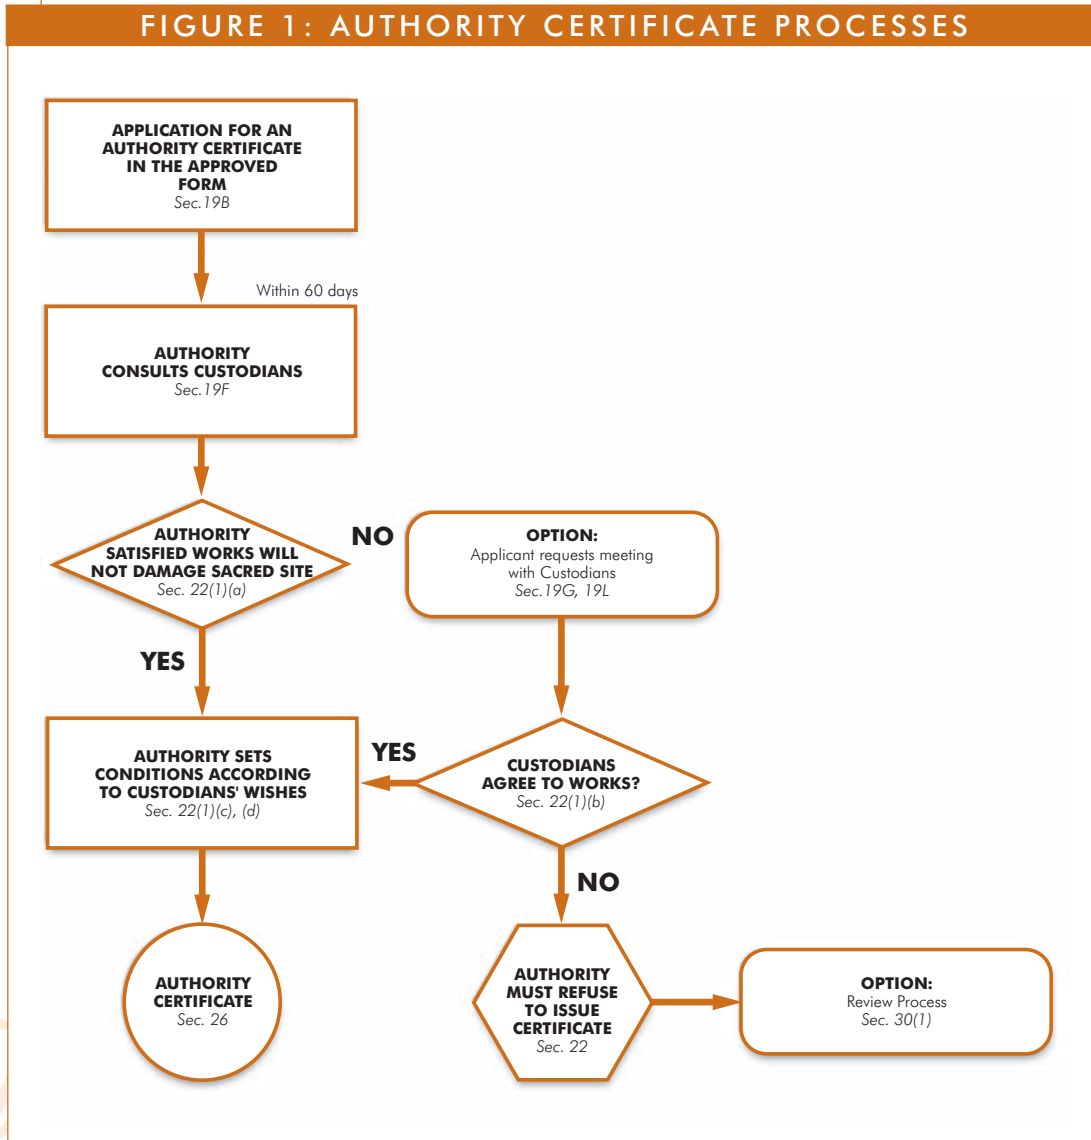 FIGURE 1: AUTHORITY CERTIFICATE PROCESSES
APPLICATION FOR AN
AUTHORITY CERTIFICATE
IN THE APPROVED
FORM
Sec.19B
Within 60 days
AUTHORITY
CONSULTS CUSTODIANS
Sec.19F
AUTHORITY
SATISFIED WORKS WILL
NOT DAMAGE SACRED SITE
Sec. 22(1)(a)
NO
OPTION:
Applicant requests meeting
with Custodians
Sec.19G, 19L
YES
AUTHORITY SETS
CONDITIONS ACCORDING
TO CUSTODIANS' WISHES
Sec. 22(1)(c), (d)
YES
CUSTODIANS
AGREE TO WORKS?
Sec. 22(1)(b)
NO
AUTHORITY
CERTIFICATE
Sec. 26
AUTHORITY
MUST REFUSE
TO ISSUE
CERTIFICATE
Sec. 22
OPTION:
Review Process
Sec. 30(1)